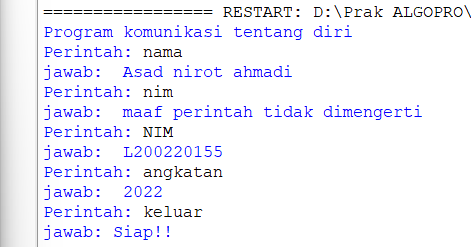 ================= RESTART: D:\Prak ALGOPRO\
Program komunikasi tentang diri
Perintah: nama
jawab:  Asad nirot ahmadi
Perintah: nim
jawab:  maaf perintah tidak dimengerti
Perintah: NIM
jawab:  L200220155
Perintah: angkatan
jawab:  2022
Perintah: keluar
jawab: Siap!!